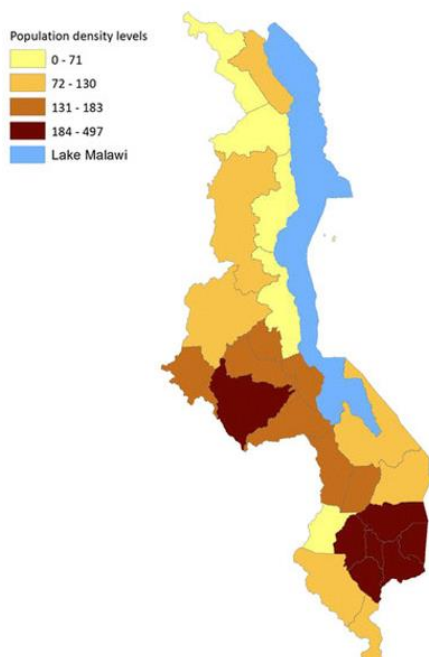 Population density levels
0 - 71
72 - 130
131 - 183
184 - 497
Lake Malawi